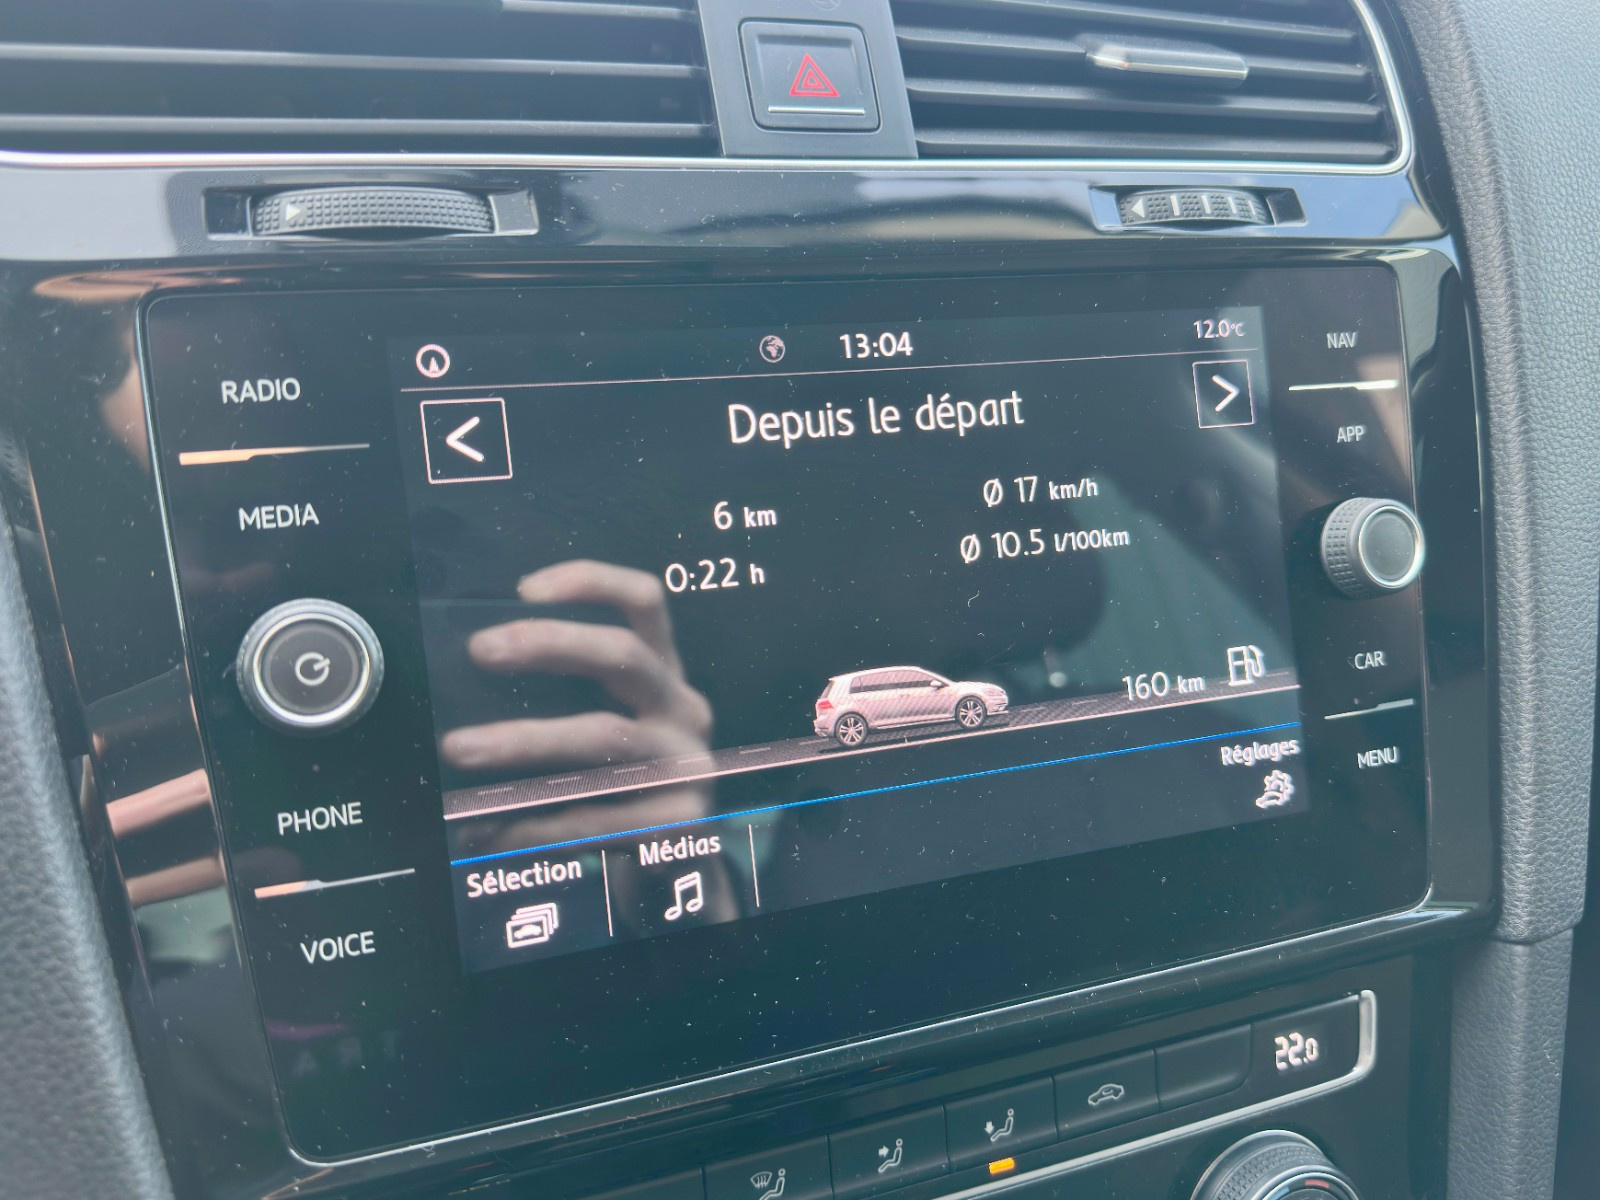 13:04
12.0°C
RADIO
MEDIA
PHONE
VOICE
NAV
APP
CAR
MENU
<
Depuis le départ
>
6 km
Ø 17 km/h
0:22 h
Ø 10.5 l/100km
160 km
Réglages
Sélection
Médias
22.0